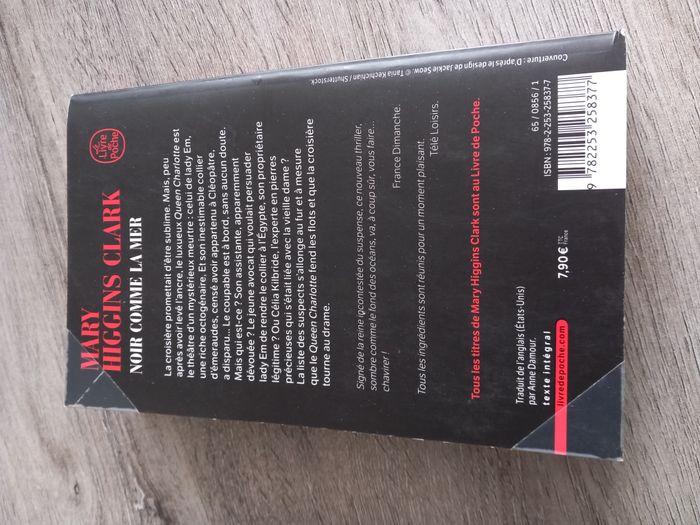 Le Livre
de
Poche
MARY
HIGGINS CLARK
NOIR COMME LA MER
La croisière promettait d'être sublime. Mais, peu
après avoir levé l'ancre, le luxueux Queen Charlotte est
le théâtre d'un mystérieux meurtre : celui de lady Em,
une riche octogénaire. Et son inestimable collier
d'émeraudes, censé avoir appartenu à Cléopâtre,
a disparu... Le coupable est à bord, sans aucun doute.
Mais qui est-ce ? Son assistante, apparemment
dévouée ? Le jeune avocat qui voulait persuader
lady Em de rendre le collier à l'Égypte, son propriétaire
légitime ? Ou Célia Kilbride, l'experte en pierres
précieuses qui s'était liée avec la vieille dame ?
La liste des suspects s'allonge au fur et à mesure
que le Queen Charlotte fend les flots et que la croisière
tourne au drame.
Signé de la reine incontestée du suspense, ce nouveau thriller,
sombre comme le fond des océans, va, à coup sûr, vous faire...
chavirer !
France Dimanche.
Tous les ingrédients sont réunis pour un moment plaisant.
Télé Loisirs.
Tous les titres de Mary Higgins Clark sont au Livre de Poche.
Traduit de l'anglais (États-Unis)
par Anne Damour.
texte intégral
livredepoche.com
7,90 € TTC
France
65 / 0856 / 1
ISBN : 978-2-253-25837-7
9 782253 258377
Couverture : D'après le design de Jackie Seow. © Tania Kechichian / Shutterstock.